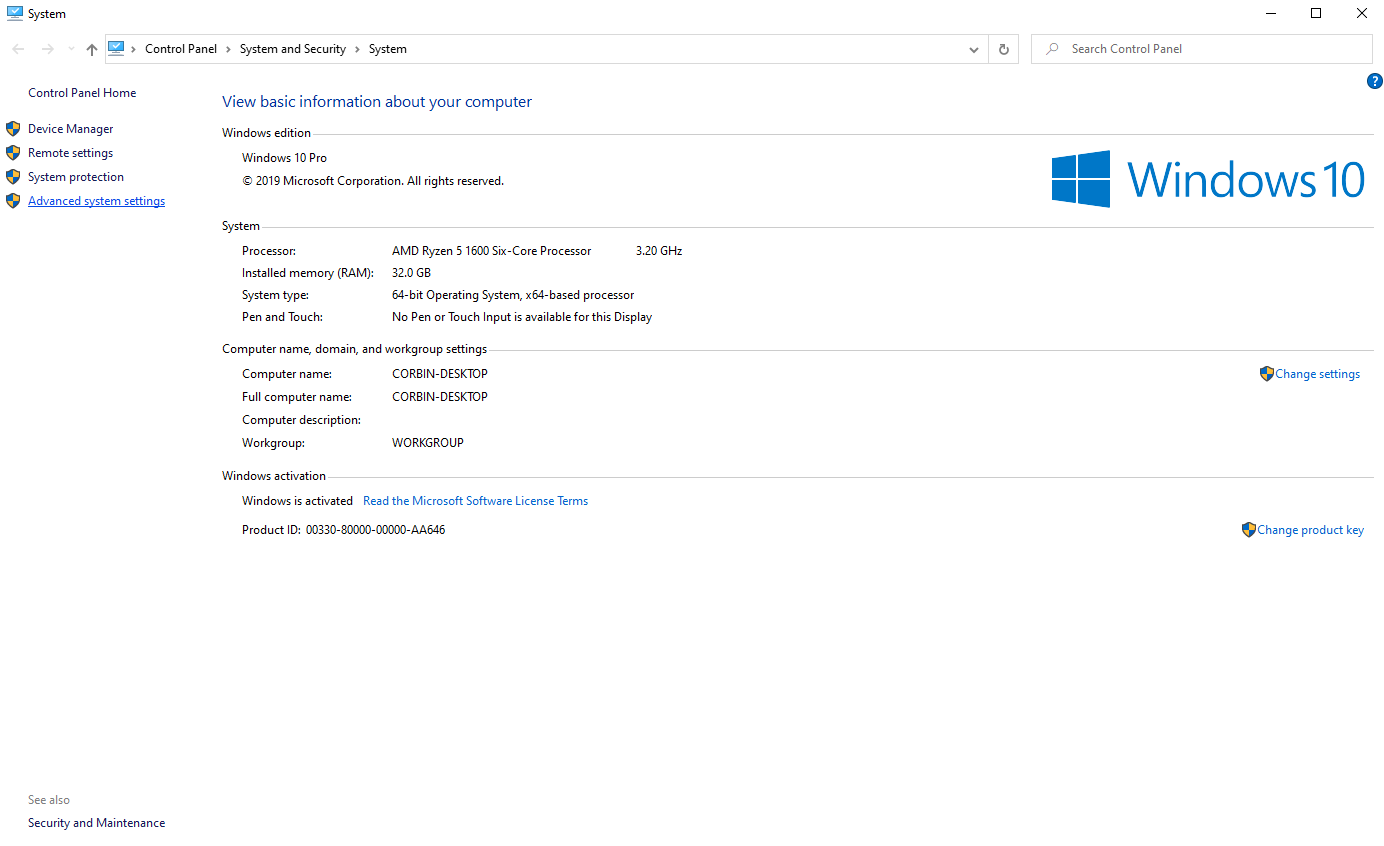 System
Control Panel › System and Security › System
Search Control Panel
?
Control Panel Home
Device Manager
Remote settings
System protection
Advanced system settings
View basic information about your computer
Windows edition
Windows 10 Pro
© 2019 Microsoft Corporation. All rights reserved.
Windows 10
System
Processor: AMD Ryzen 5 1600 Six-Core Processor 3.20 GHz
Installed memory (RAM): 32.0 GB
System type: 64-bit Operating System, x64-based processor
Pen and Touch: No Pen or Touch Input is available for this Display
Computer name, domain, and workgroup settings
Computer name: CORBIN-DESKTOP Change settings
Full computer name: CORBIN-DESKTOP
Computer description:
Workgroup: WORKGROUP
Windows activation
Windows is activated Read the Microsoft Software License Terms
Product ID: 00330-80000-00000-AA646 Change product key
See also
Security and Maintenance